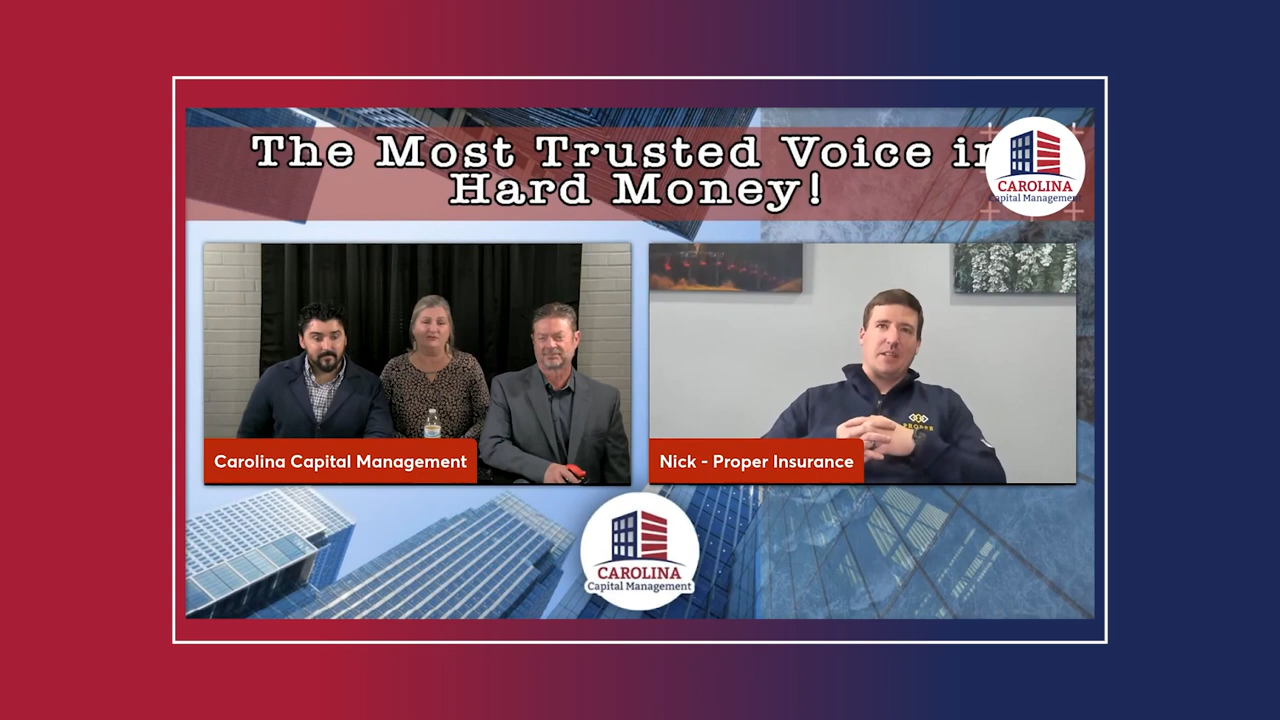 The Most Trusted Voice in
Hard Money!
CAROLINA
Capital Management
PROPER
Carolina Capital Management
Nick - Proper Insurance
CAROLINA
Capital Management